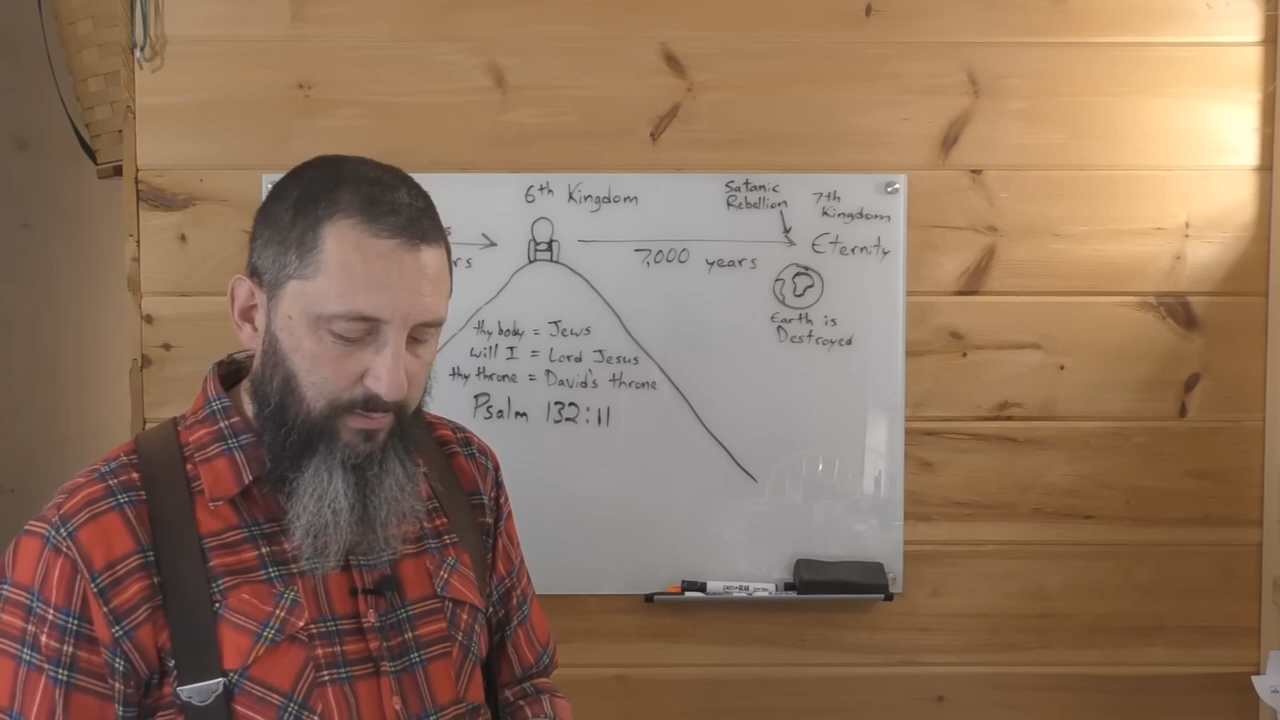 6th Kingdom
Satanic
Rebellion
7th
Kingdom
7,000 years
Eternity
Earth is
Destroyed
thy body = Jews
will I = Lord Jesus
thy throne = David's throne
Psalm 132:11